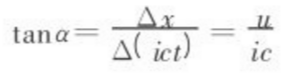 tanα = Δx / Δ(ict) = u / ic